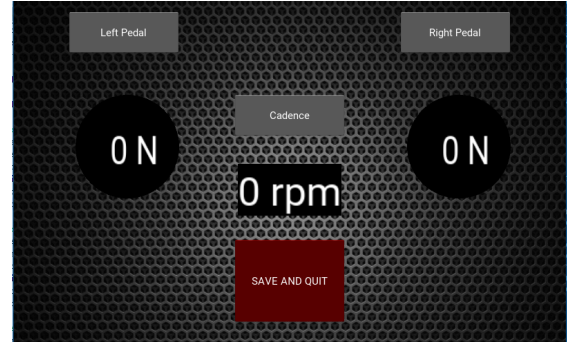 Left Pedal
Right Pedal
Cadence
0 N
0 N
0 rpm
SAVE AND QUIT